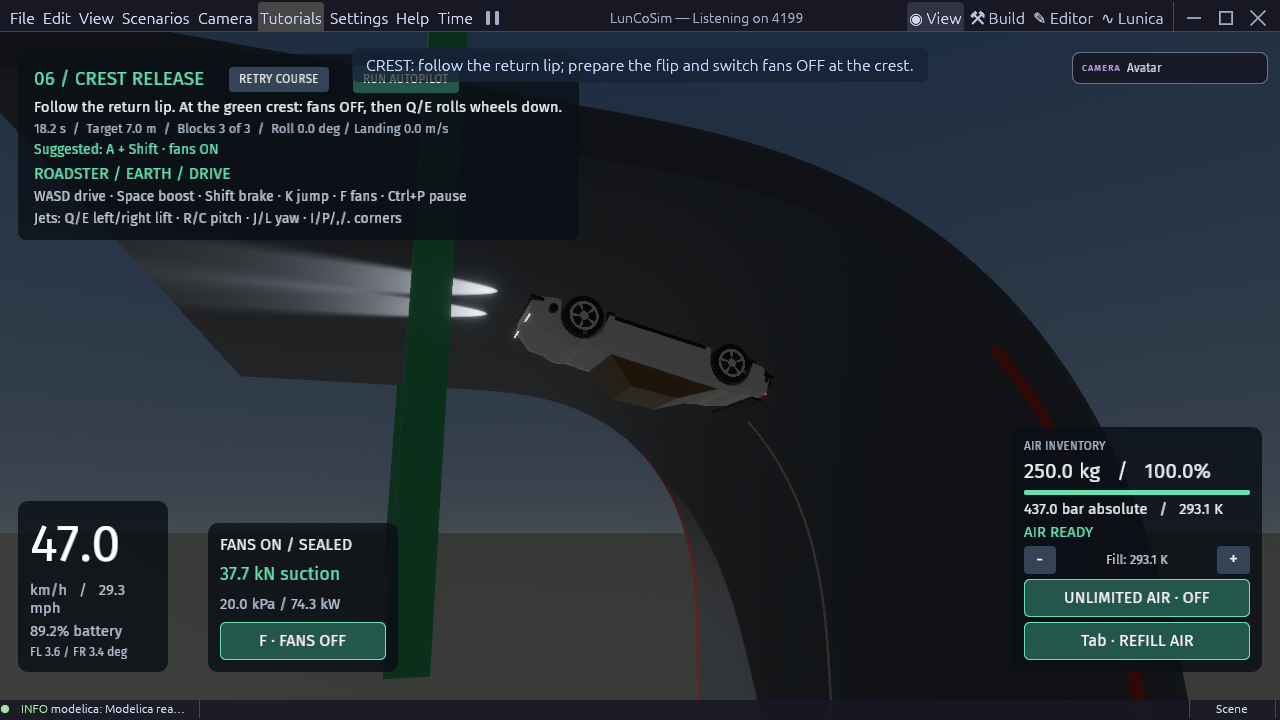 File Edit View Scenarios Camera Tutorials Settings Help Time
LunCoSim — Listening on 4199
View Build Editor Lunica
CREST: follow the return lip; prepare the flip and switch fans OFF at the crest.
06 / CREST RELEASE
RETRY COURSE
RUN AUTOPILOT
Follow the return lip. At the green crest: fans OFF, then Q/E rolls wheels down.
18.2 s / Target 7.0 m / Blocks 3 of 3 / Roll 0.0 deg / Landing 0.0 m/s
Suggested: A + Shift · fans ON
ROADSTER / EARTH / DRIVE
WASD drive · Space boost · Shift brake · K jump · F fans · Ctrl+P pause
Jets: Q/E left/right lift · R/C pitch · J/L yaw · I/P/,/. corners
CAMERA Avatar
47.0
km/h / 29.3
mph
89.2% battery
FL 3.6 / FR 3.4 deg
FANS ON / SEALED
37.7 kN suction
20.0 kPa / 74.3 kW
F · FANS OFF
AIR INVENTORY
250.0 kg / 100.0%
437.0 bar absolute / 293.1 K
AIR READY
- Fill: 293.1 K +
UNLIMITED AIR · OFF
Tab · REFILL AIR
INFO modelica: Modelica rea...
Scene